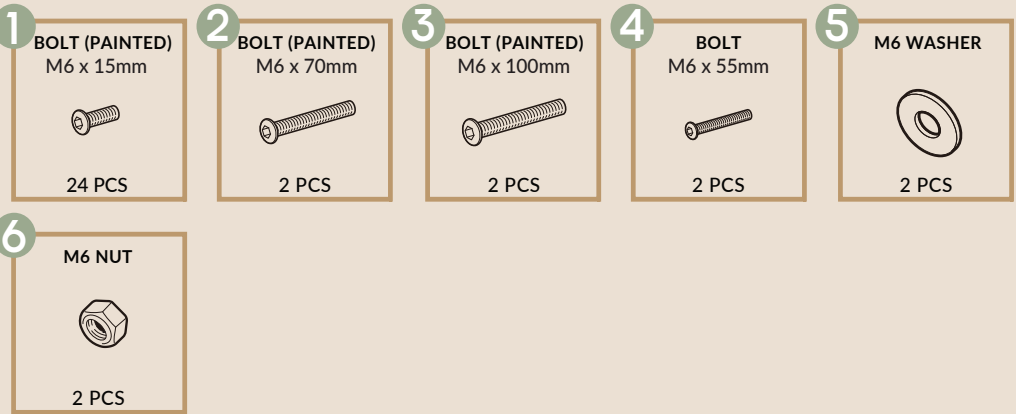 1
BOLT (PAINTED)
M6 x 15mm
24 PCS
2
BOLT (PAINTED)
M6 x 70mm
2 PCS
3
BOLT (PAINTED)
M6 x 100mm
2 PCS
4
BOLT
M6 x 55mm
2 PCS
5
M6 WASHER
2 PCS
6
M6 NUT
2 PCS